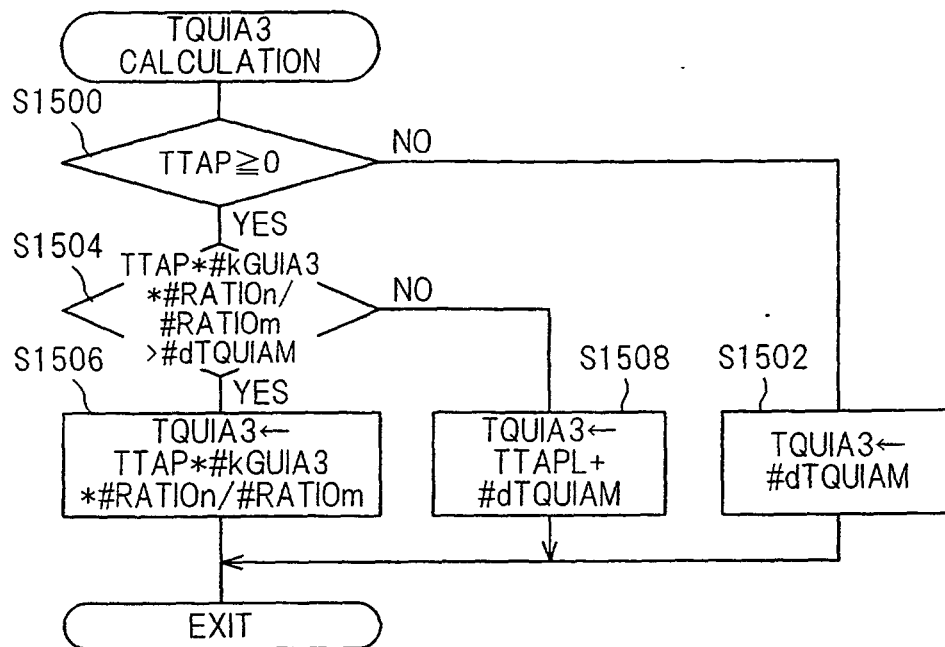 TQUIA3
CALCULATION
S1500
TTAP≧0
NO
YES
S1504
TTAP*#kGUIA3
*#RATIOn/
#RATIOm
>#dTQUIAM
NO
YES
S1506
TQUIA3←
TTAP*#kGUIA3
*#RATIOn/#RATIOm
S1508
TQUIA3←
TTAPL+
#dTQUIAM
S1502
TQUIA3←
#dTQUIAM
EXIT